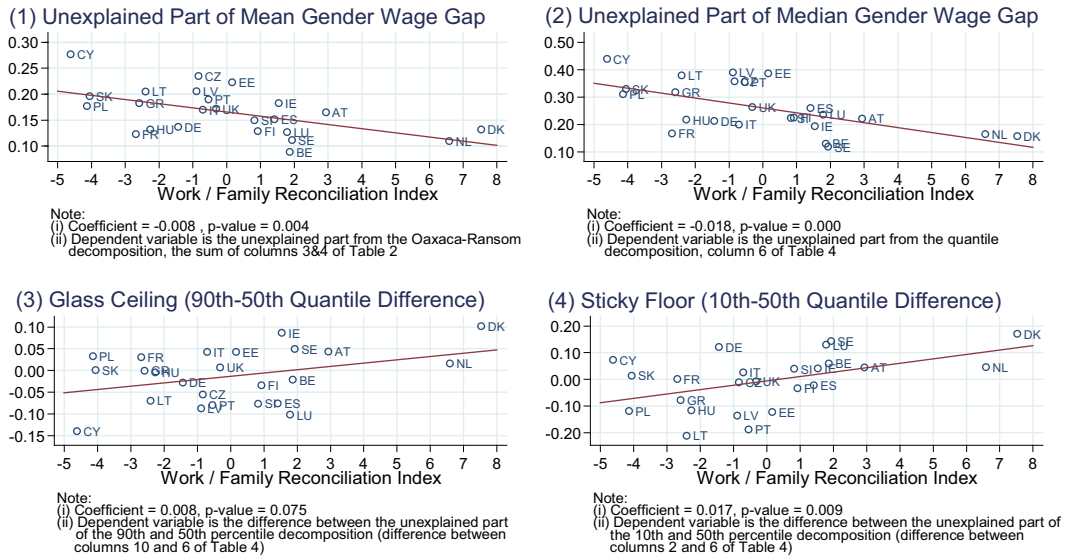 (1) Unexplained Part of Mean Gender Wage Gap
0.30
0.25
0.20
0.15
0.10
CY
SK
PL
LT
GR
FR
HU
DE
CZ
LV
PT
IT
UK
EE
SI
FI
IE
ES
LU
SE
BE
AT
NL
DK
-5 -4 -3 -2 -1 0 1 2 3 4 5 6 7 8
Work / Family Reconciliation Index
Note:
(i) Coefficient = -0.008 , p-value = 0.004
(ii) Dependent variable is the unexplained part from the Oaxaca-Ransom
decomposition, the sum of columns 3&4 of Table 2
(2) Unexplained Part of Median Gender Wage Gap
0.50
0.40
0.30
0.20
0.10
CY
SK
PL
LT
GR
FR
HU
DE
LV
CZ
PT
EE
UK
IT
SI
FI
ES
LU
IE
BE
SE
AT
NL
DK
-5 -4 -3 -2 -1 0 1 2 3 4 5 6 7 8
Work / Family Reconciliation Index
Note:
(i) Coefficient = -0.018, p-value = 0.000
(ii) Dependent variable is the unexplained part from the quantile
decomposition, column 6 of Table 4
(3) Glass Ceiling (90th-50th Quantile Difference)
0.10
0.05
0.00
-0.05
-0.10
-0.15
CY
PL
SK
FR
GR
HU
LT
DE
IT
EE
UK
CZ
PT
LV
FI
SI
ES
LU
BE
IE
SE
AT
NL
DK
-5 -4 -3 -2 -1 0 1 2 3 4 5 6 7 8
Work / Family Reconciliation Index
Note:
(i) Coefficient = 0.008, p-value = 0.075
(ii) Dependent variable is the difference between the unexplained part
of the 90th and 50th percentile decomposition (difference between
columns 10 and 6 of Table 4)
(4) Sticky Floor (10th-50th Quantile Difference)
0.20
0.10
0.00
-0.10
-0.20
CY
SK
PL
FR
GR
HU
LT
DE
IT
CZ
UK
LV
PT
EE
SI
FI
IE
ES
LU
SE
BE
AT
NL
DK
-5 -4 -3 -2 -1 0 1 2 3 4 5 6 7 8
Work / Family Reconciliation Index
Note:
(i) Coefficient = 0.017, p-value = 0.009
(ii) Dependent variable is the difference between the unexplained part of
the 10th and 50th percentile decomposition (difference between
columns 2 and 6 of Table 4)